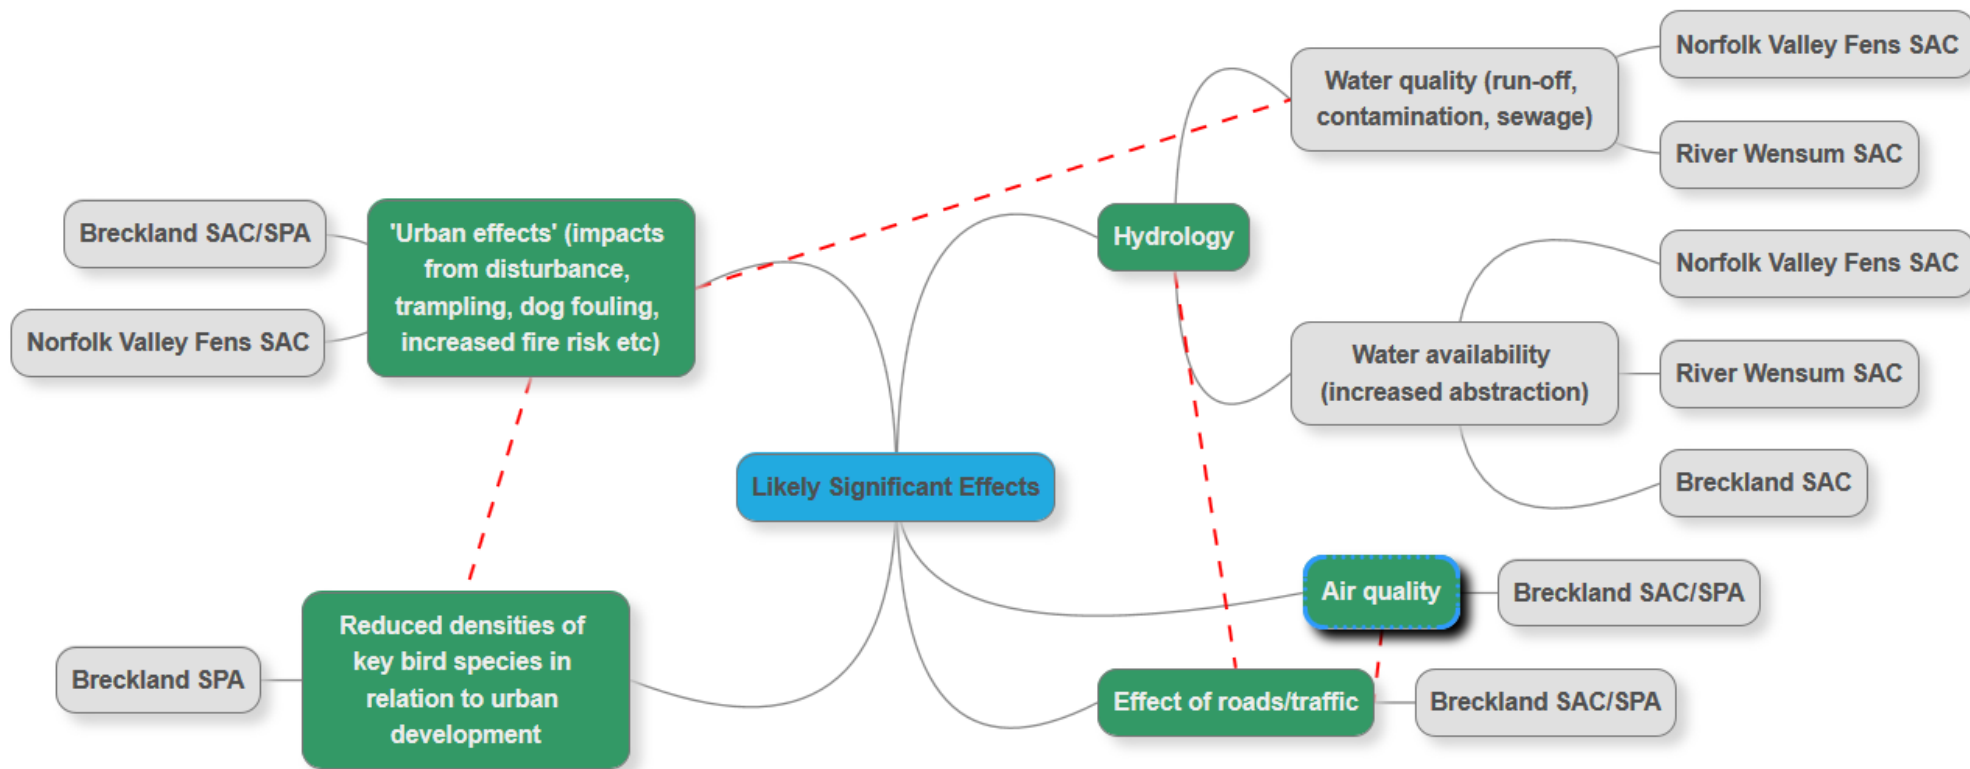 Norfolk Valley Fens SAC
Water quality (run-off,
contamination, sewage)
River Wensum SAC
Breckland SAC/SPA
'Urban effects' (impacts
from disturbance,
trampling, dog fouling,
increased fire risk etc)
Norfolk Valley Fens SAC
Hydrology
Norfolk Valley Fens SAC
Water availability
(increased abstraction)
River Wensum SAC
Breckland SAC
Likely Significant Effects
Air quality
Breckland SAC/SPA
Effect of roads/traffic
Breckland SAC/SPA
Breckland SPA
Reduced densities of
key bird species in
relation to urban
development